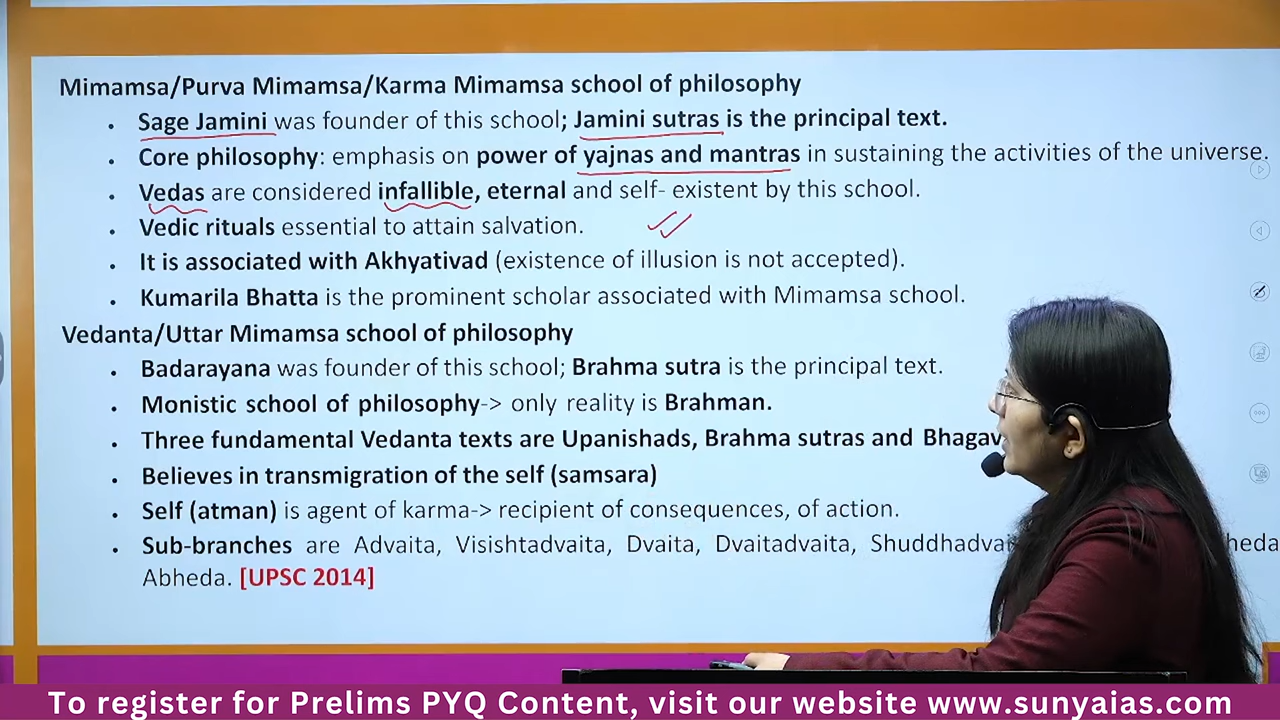 Mimamsa/Purva Mimamsa/Karma Mimamsa school of philosophy
• Sage Jamini was founder of this school; Jamini sutras is the principal text.
• Core philosophy: emphasis on power of yajnas and mantras in sustaining the activities of the universe.
• Vedas are considered infallible, eternal and self- existent by this school.
• Vedic rituals essential to attain salvation.
• It is associated with Akhyativad (existence of illusion is not accepted).
• Kumarila Bhatta is the prominent scholar associated with Mimamsa school.
Vedanta/Uttar Mimamsa school of philosophy
• Badarayana was founder of this school; Brahma sutra is the principal text.
• Monistic school of philosophy-> only reality is Brahman.
• Three fundamental Vedanta texts are Upanishads, Brahma sutras and Bhagav
• Believes in transmigration of the self (samsara)
• Self (atman) is agent of karma-> recipient of consequences, of action.
• Sub-branches are Advaita, Visishtadvaita, Dvaita, Dvaitadvaita, Shuddhadvai heda
Abheda. [UPSC 2014]
To register for Prelims PYQ Content, visit our website www.sunyaias.com